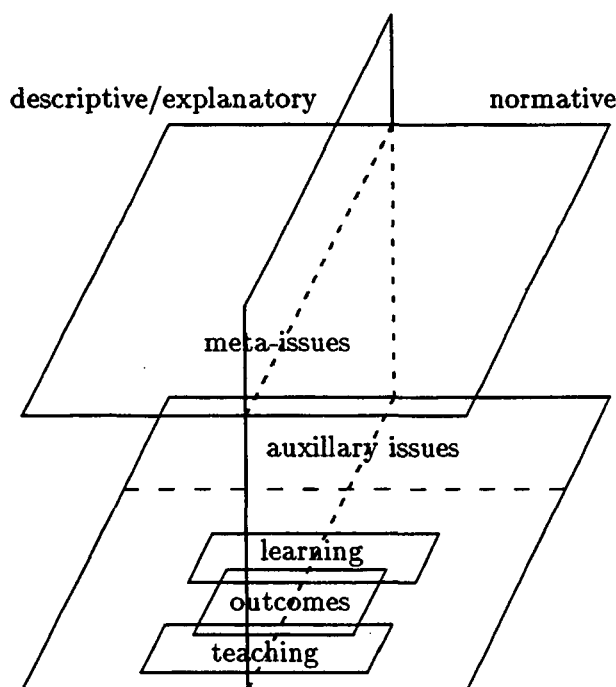 descriptive/explanatory normative
meta-issues
auxillary issues
learning
outcomes
teaching